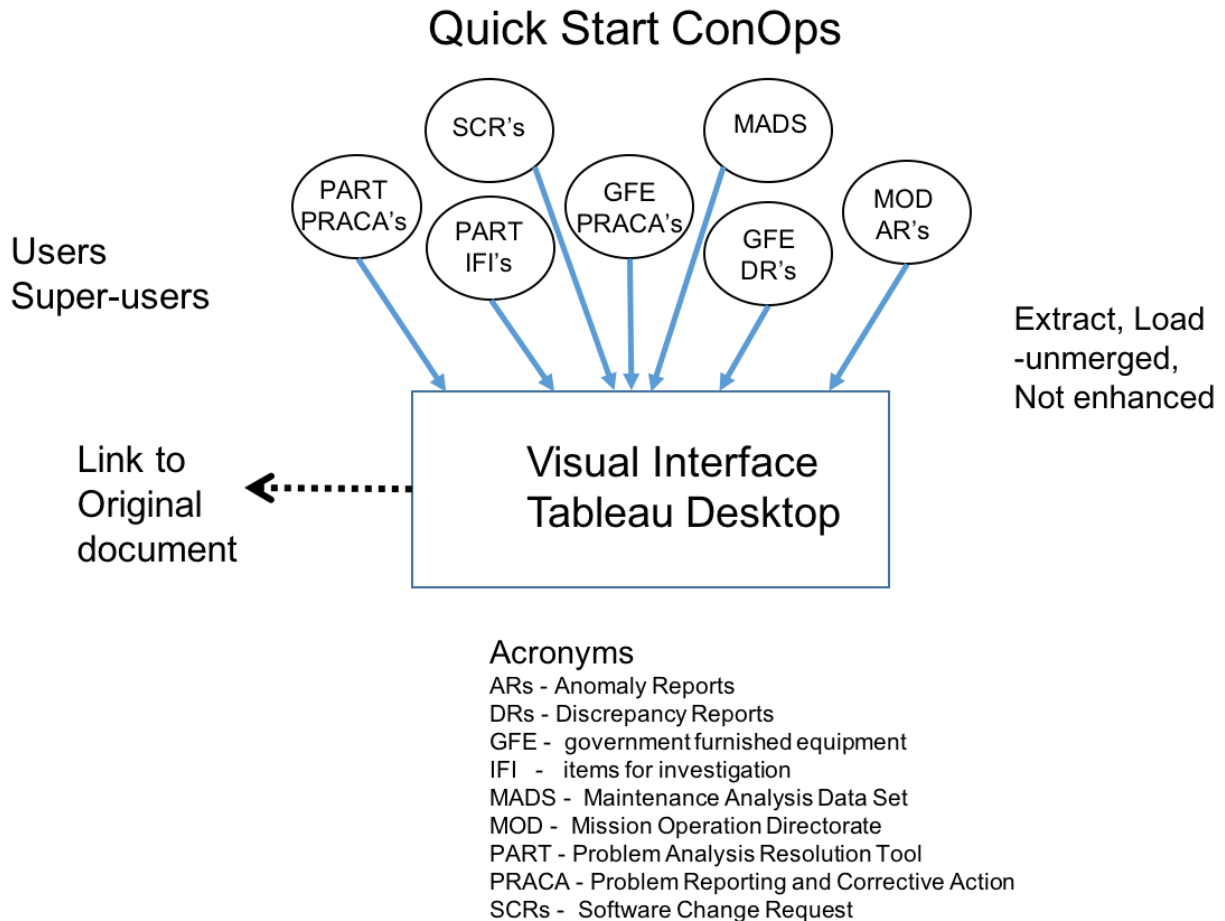 Quick Start ConOps
SCR’s
MADS
PART
PRACA’s
GFE
PRACA’s
MOD
AR’s
PART
IFI’s
GFE
DR’s
Users
Super-users
Extract, Load
-unmerged,
Not enhanced
Visual Interface
Tableau Desktop
Link to
Original
document
Acronyms
ARs - Anomaly Reports
DRs - Discrepancy Reports
GFE - government furnished equipment
IFI - items for investigation
MADS - Maintenance Analysis Data Set
MOD - Mission Operation Directorate
PART - Problem Analysis Resolution Tool
PRACA - Problem Reporting and Corrective Action
SCRs - Software Change Request